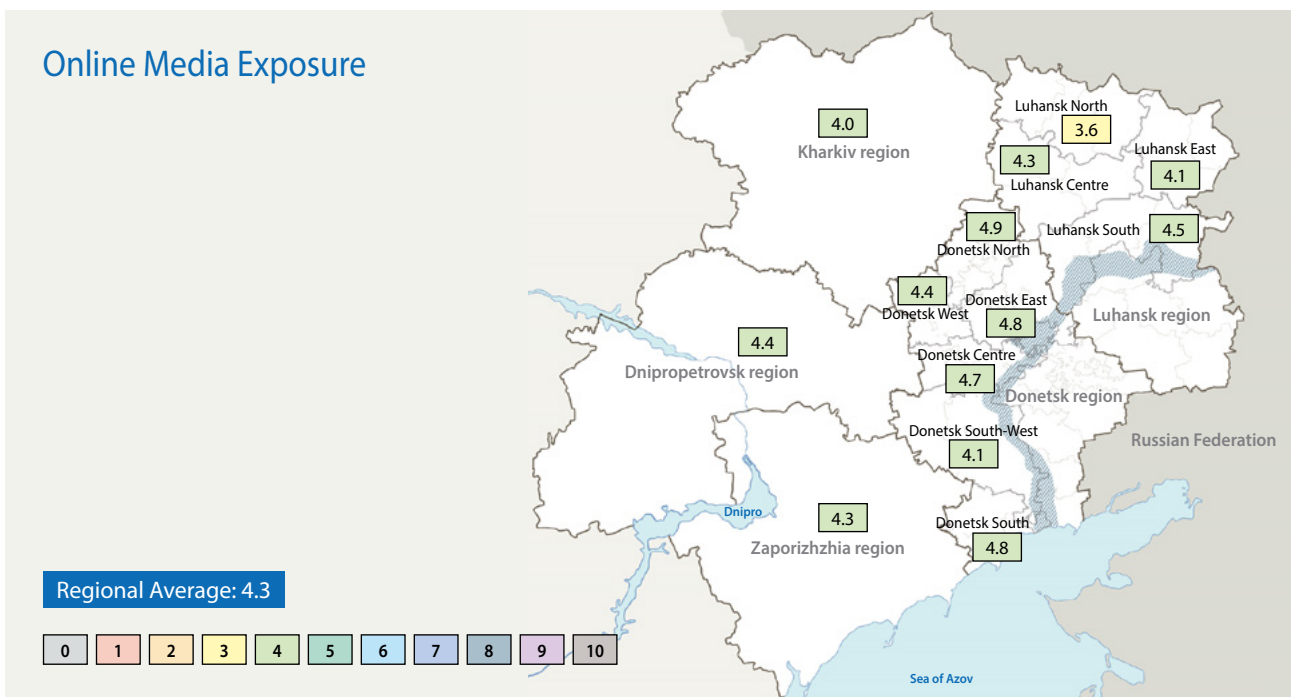 Online Media Exposure
Luhansk North
3.6
4.0
Kharkiv region
Luhansk East
4.1
4.3
Luhansk Centre
4.9
Donetsk North
Luhansk South
4.5
4.4
Donetsk West
Donetsk East
4.8
Luhansk region
4.4
Dnipropetrovsk region
Donetsk Centre
4.7
Donetsk region
Donetsk South-West
4.1
Russian Federation
Dnipro
4.3
Zaporizhzhia region
Donetsk South
4.8
Regional Average: 4.3
0 1 2 3 4 5 6 7 8 9 10
Sea of Azov